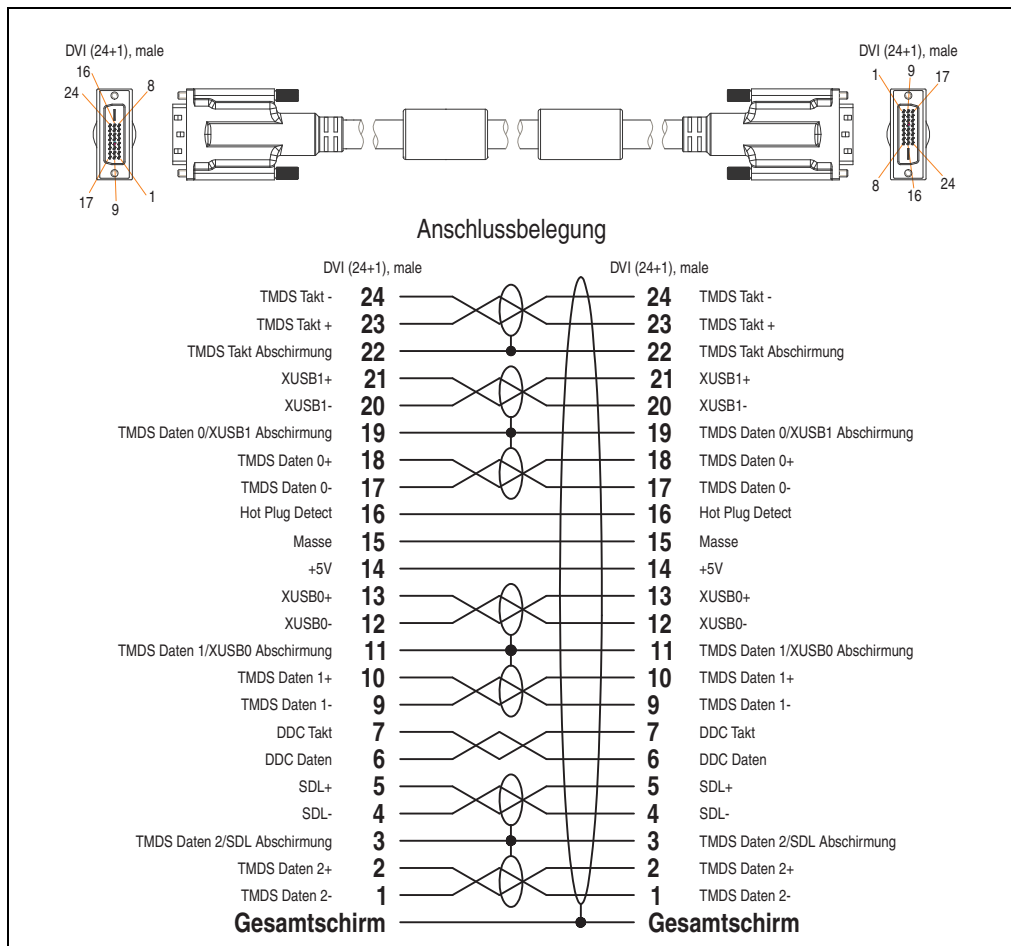 DVI (24+1), male DVI (24+1), male
16 1 9 17
24 8
17 1 8 24
9 16
Anschlussbelegung
DVI (24+1), male DVI (24+1), male
TMDS Takt - 24 24 TMDS Takt -
TMDS Takt + 23 23 TMDS Takt +
TMDS Takt Abschirmung 22 22 TMDS Takt Abschirmung
XUSB1+ 21 21 XUSB1+
XUSB1- 20 20 XUSB1-
TMDS Daten 0/XUSB1 Abschirmung 19 19 TMDS Daten 0/XUSB1 Abschirmung
TMDS Daten 0+ 18 18 TMDS Daten 0+
TMDS Daten 0- 17 17 TMDS Daten 0-
Hot Plug Detect 16 16 Hot Plug Detect
Masse 15 15 Masse
+5V 14 14 +5V
XUSB0+ 13 13 XUSB0+
XUSB0- 12 12 XUSB0-
TMDS Daten 1/XUSB0 Abschirmung 11 11 TMDS Daten 1/XUSB0 Abschirmung
TMDS Daten 1+ 10 10 TMDS Daten 1+
TMDS Daten 1- 9 9 TMDS Daten 1-
DDC Takt 7 7 DDC Takt
DDC Daten 6 6 DDC Daten
SDL+ 5 5 SDL+
SDL- 4 4 SDL-
TMDS Daten 2/SDL Abschirmung 3 3 TMDS Daten 2/SDL Abschirmung
TMDS Daten 2+ 2 2 TMDS Daten 2+
TMDS Daten 2- 1 1 TMDS Daten 2-
Gesamtschirm Gesamtschirm